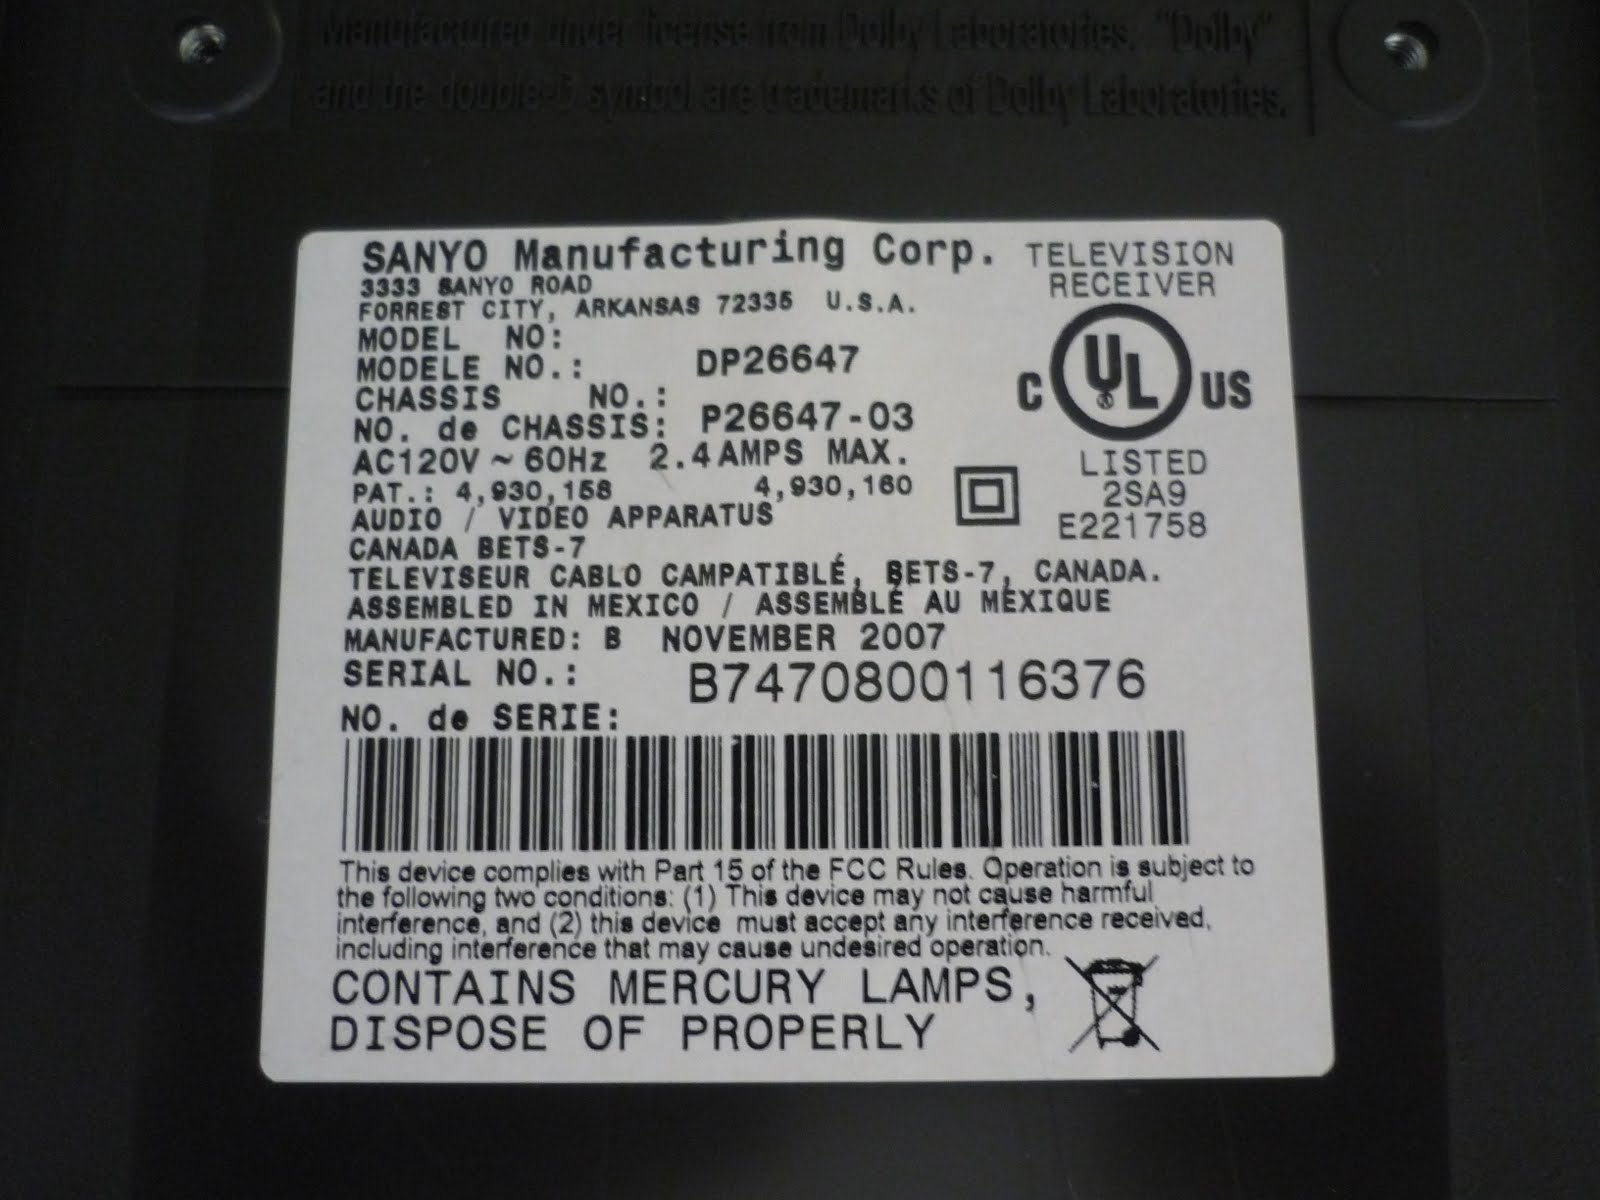 Manufactured under license from Dolby Laboratories. "Dolby"
and the double-D symbol are trademarks of Dolby Laboratories.
SANYO Manufacturing Corp.
3333 SANYO ROAD
FORREST CITY, ARKANSAS 72335 U.S.A.
TELEVISION
RECEIVER
MODEL NO:
MODELE NO.: DP26647
CHASSIS NO.:
NO. de CHASSIS: P26647-03
C UL US
AC120V ~ 60Hz 2.4 AMPS MAX.
PAT.: 4,930,158 4,930,160
LISTED
2SA9
E221758
AUDIO / VIDEO APPARATUS
CANADA BETS-7
TELEVISEUR CABLO CAMPATIBLÉ, BETS-7, CANADA.
ASSEMBLED IN MEXICO / ASSEMBLÉ AU MÉXIQUE
MANUFACTURED: B NOVEMBER 2007
SERIAL NO.: B7470800116376
NO. de SERIE:
This device complies with Part 15 of the FCC Rules. Operation is subject to
the following two conditions: (1) This device may not cause harmful
interference, and (2) this device must accept any interference received,
including interference that may cause undesired operation.
CONTAINS MERCURY LAMPS,
DISPOSE OF PROPERLY